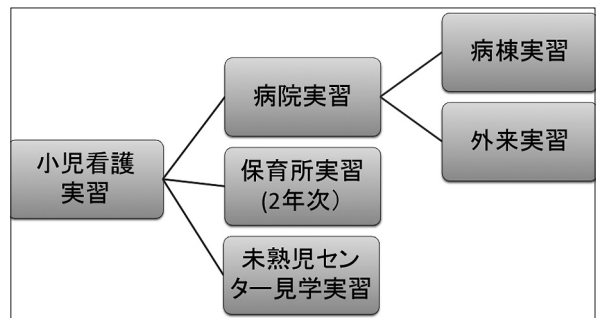 小児看護
実習
病院実習
保育所実習
(2年次）
未熟児セン
ター見学実習
病棟実習
外来実習